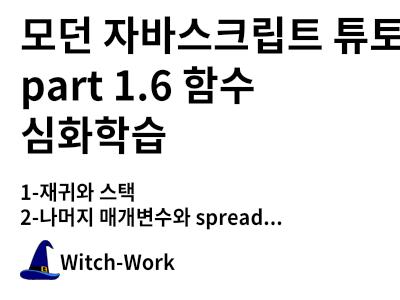 모던 자바스크립트 튜토
part 1.6 함수
심화학습
1-재귀와 스택
2-나머지 매개변수와 spread...
Witch-Work